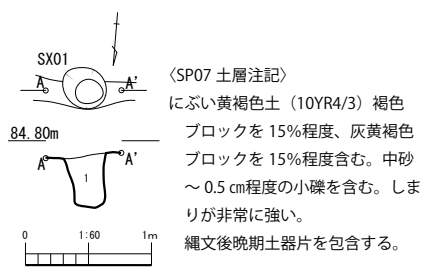 SX01
A A'
84.80m
A A'
1
0 1:60 1m
〈SP07 土層注記〉
にぶい黄褐色土（10YR4/3）褐色
ブロックを 15%程度、灰黄褐色
ブロックを 15%程度含む。中砂
～ 0.5 ㎝程度の小礫を含む。しま
りが非常に強い。
縄文後晩期土器片を包含する。